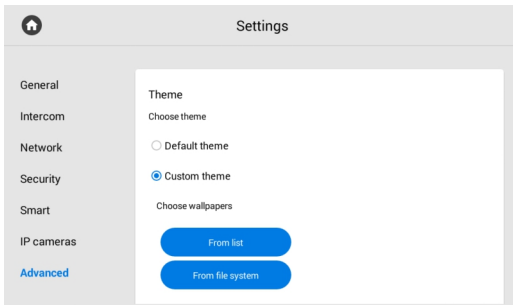 Settings
General
Intercom
Network
Security
Smart
IP cameras
Advanced
Theme
Choose theme
Default theme
Custom theme
Choose wallpapers
From list
From file system